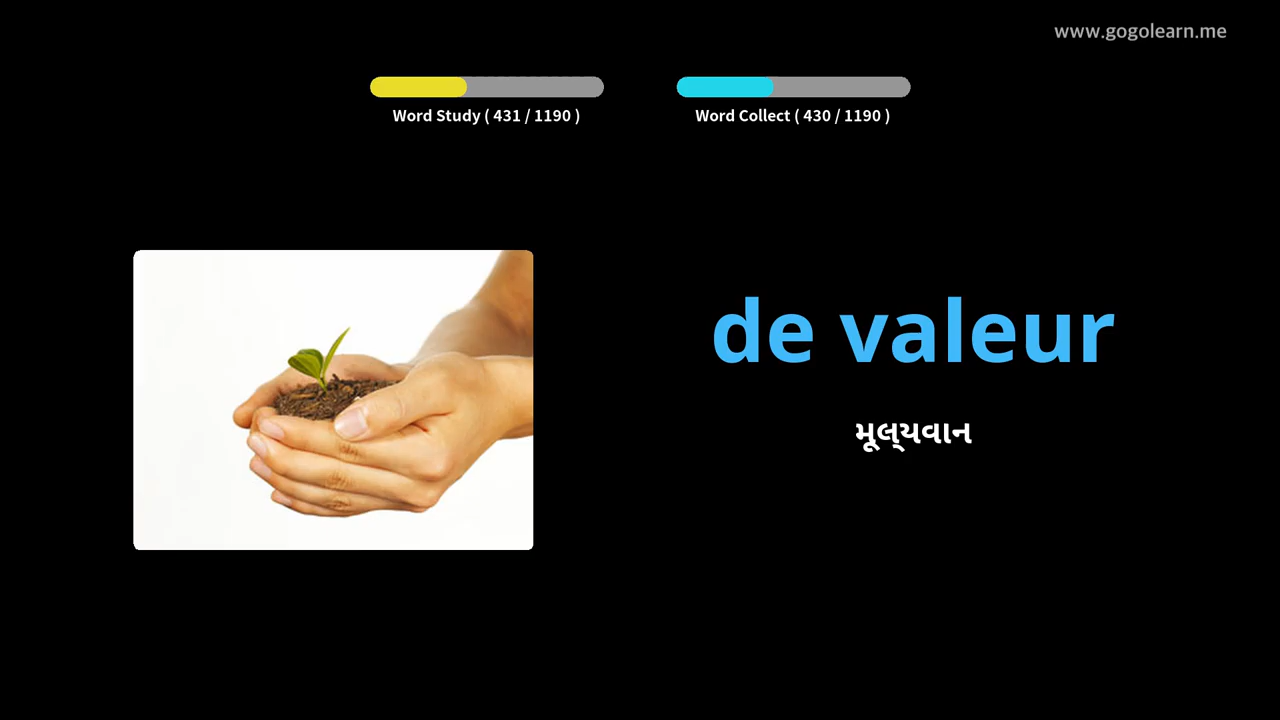 www.gogolearn.me
Word Study ( 431 / 1190 )
Word Collect ( 430 / 1190 )
de valeur
મૂલ્યવાન